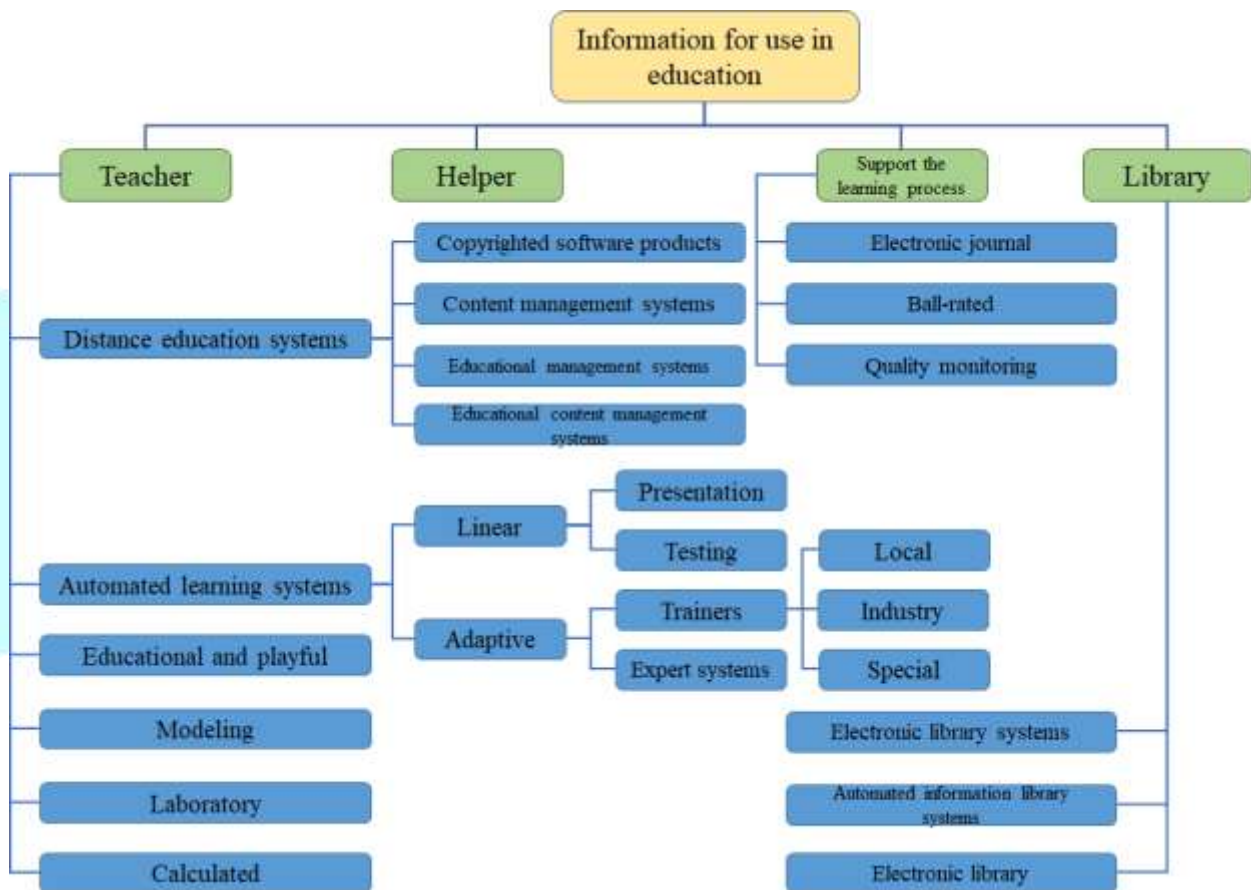 Information for use in
education
Teacher
Helper
Support the
learning process
Library
Copyrighted software products
Electronic journal
Content management systems
Ball-rated
Distance education systems
Educational management systems
Quality monitoring
Educational content management
systems
Presentation
Linear
Testing
Local
Automated learning systems
Trainers
Industry
Adaptive
Educational and playful
Expert systems
Special
Modeling
Electronic library systems
Laboratory
Automated information library
systems
Calculated
Electronic library